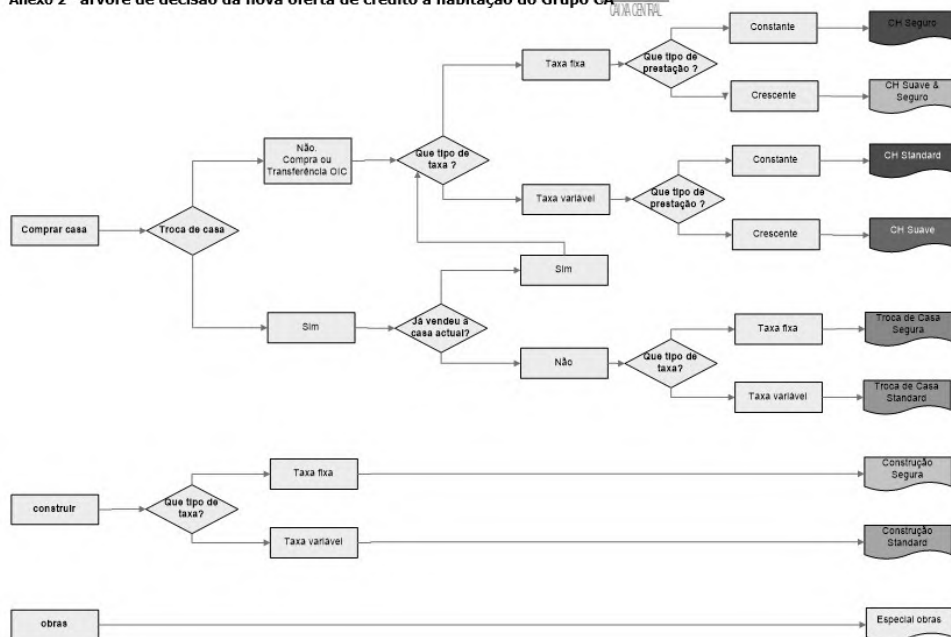 Anexo 2 árvore de decisão da nova oferta de crédito à habitação do Grupo CA
CAIXA CENTRAL
Constante
CH Seguro
Taxa fixa
Que tipo de
prestação ?
Crescente
CH Suave &
Seguro
Não.
Compra ou
Transferência OIC
Que tipo de
taxa ?
Constante
CH Standard
Taxa variável
Que tipo de
prestação ?
Comprar casa
Troca de casa
Crescente
CH Suave
Sim
Sim
Já vendeu a
casa actual?
Taxa fixa
Troca de Casa
Segura
Não
Que tipo de
taxa?
Taxa variável
Troca de Casa
Standard
Taxa fixa
Construção
Segura
construir
Que tipo de
taxa?
Taxa variável
Construção
Standard
obras
Especial obras